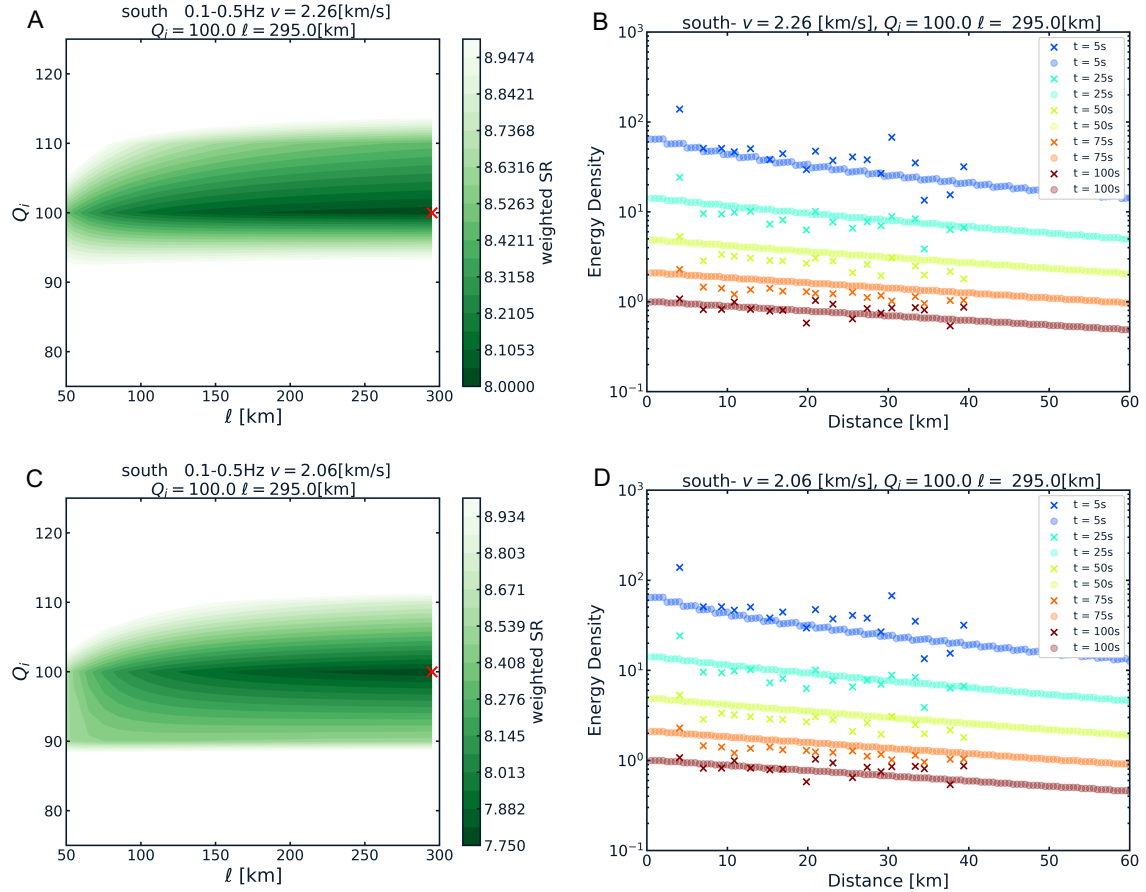 A
south 0.1-0.5Hz v = 2.26[km/s]
Q_i = 100.0 ℓ = 295.0[km]
120
110
100
90
80
Q_i
50 100 150 200 250 300
ℓ [km]
8.9474
8.8421
8.7368
8.6316
8.5263
8.4211
8.3158
8.2105
8.1053
8.0000
weighted SR
B
south- v = 2.26 [km/s], Q_i = 100.0 ℓ = 295.0[km]
10^3
10^2
10^1
10^0
10^−1
Energy Density
0 10 20 30 40 50 60
Distance [km]
t = 5s
t = 5s
t = 25s
t = 25s
t = 50s
t = 50s
t = 75s
t = 75s
t = 100s
t = 100s
C
south 0.1-0.5Hz v = 2.06[km/s]
Q_i = 100.0 ℓ = 295.0[km]
120
110
100
90
80
Q_i
50 100 150 200 250 300
ℓ [km]
8.934
8.803
8.671
8.539
8.408
8.276
8.145
8.013
7.882
7.750
weighted SR
D
south- v = 2.06 [km/s], Q_i = 100.0 ℓ = 295.0[km]
10^3
10^2
10^1
10^0
10^−1
Energy Density
0 10 20 30 40 50 60
Distance [km]
t = 5s
t = 5s
t = 25s
t = 25s
t = 50s
t = 50s
t = 75s
t = 75s
t = 100s
t = 100s